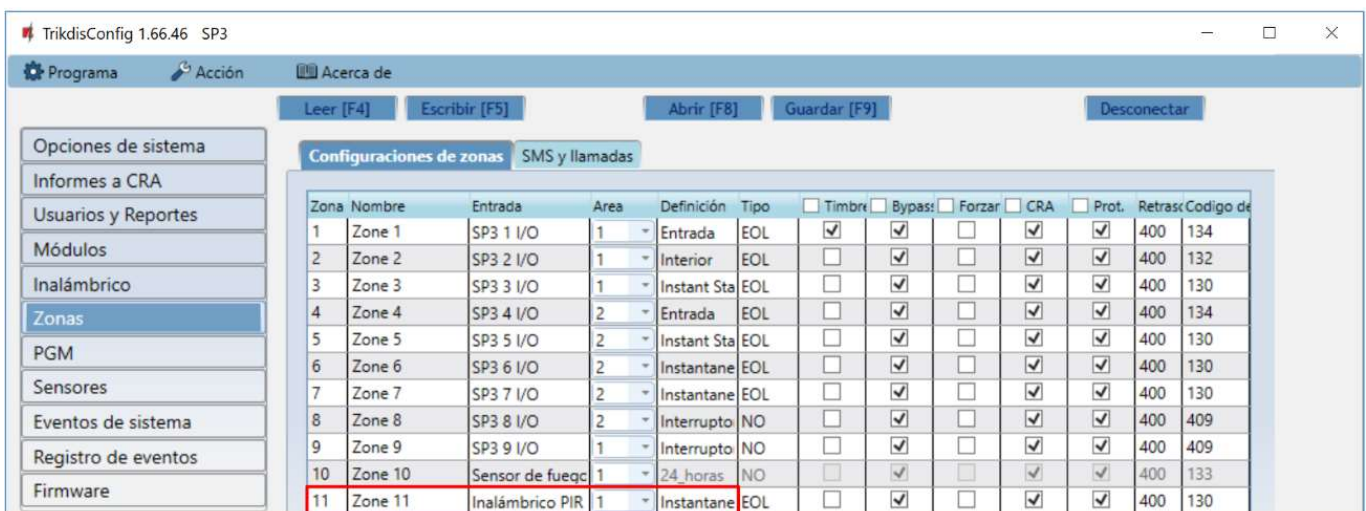 TrikdisConfig 1.66.46 SP3
Programa Acción Acerca de
Leer [F4] Escribir [F5] Abrir [F8] Guardar [F9] Desconectar
Opciones de sistema
Informes a CRA
Usuarios y Reportes
Módulos
Inalámbrico
Zonas
PGM
Sensores
Eventos de sistema
Registro de eventos
Firmware
Configuraciones de zonas SMS y llamadas
Zona Nombre Entrada Area Definición Tipo Timbre Bypass Forzar CRA Prot. Retraso Codigo de
1 Zone 1 SP3 1 I/O 1 Entrada EOL 400 134
2 Zone 2 SP3 2 I/O 1 Interior EOL 400 132
3 Zone 3 SP3 3 I/O 1 Instant Sta EOL 400 130
4 Zone 4 SP3 4 I/O 2 Entrada EOL 400 134
5 Zone 5 SP3 5 I/O 2 Instant Sta EOL 400 130
6 Zone 6 SP3 6 I/O 2 Instantane EOL 400 130
7 Zone 7 SP3 7 I/O 2 Instantane EOL 400 130
8 Zone 8 SP3 8 I/O 2 Interrupto NO 400 409
9 Zone 9 SP3 9 I/O 1 Interrupto NO 400 409
10 Zone 10 Sensor de fuego 1 24_horas NO 400 133
11 Zone 11 Inalámbrico PIR 1 Instantane EOL 400 130